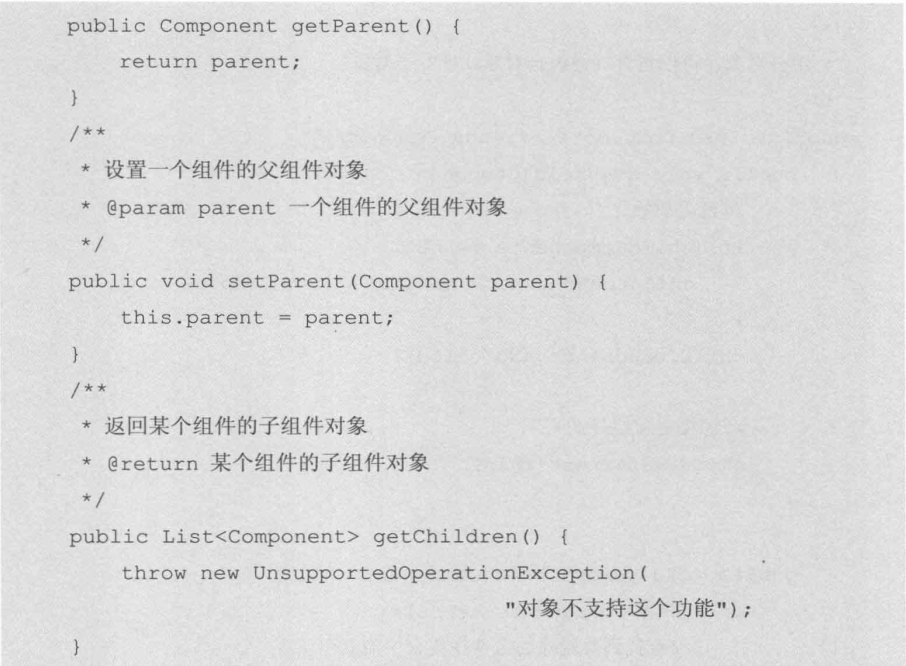 public Component getParent() {
    return parent;
}
/**
 * 设置一个组件的父组件对象
 * @param parent 一个组件的父组件对象
 */
public void setParent(Component parent) {
    this.parent = parent;
}
/**
 * 返回某个组件的子组件对象
 * @return 某个组件的子组件对象
 */
public List<Component> getChildren() {
    throw new UnsupportedOperationException(
                                "对象不支持这个功能");
}